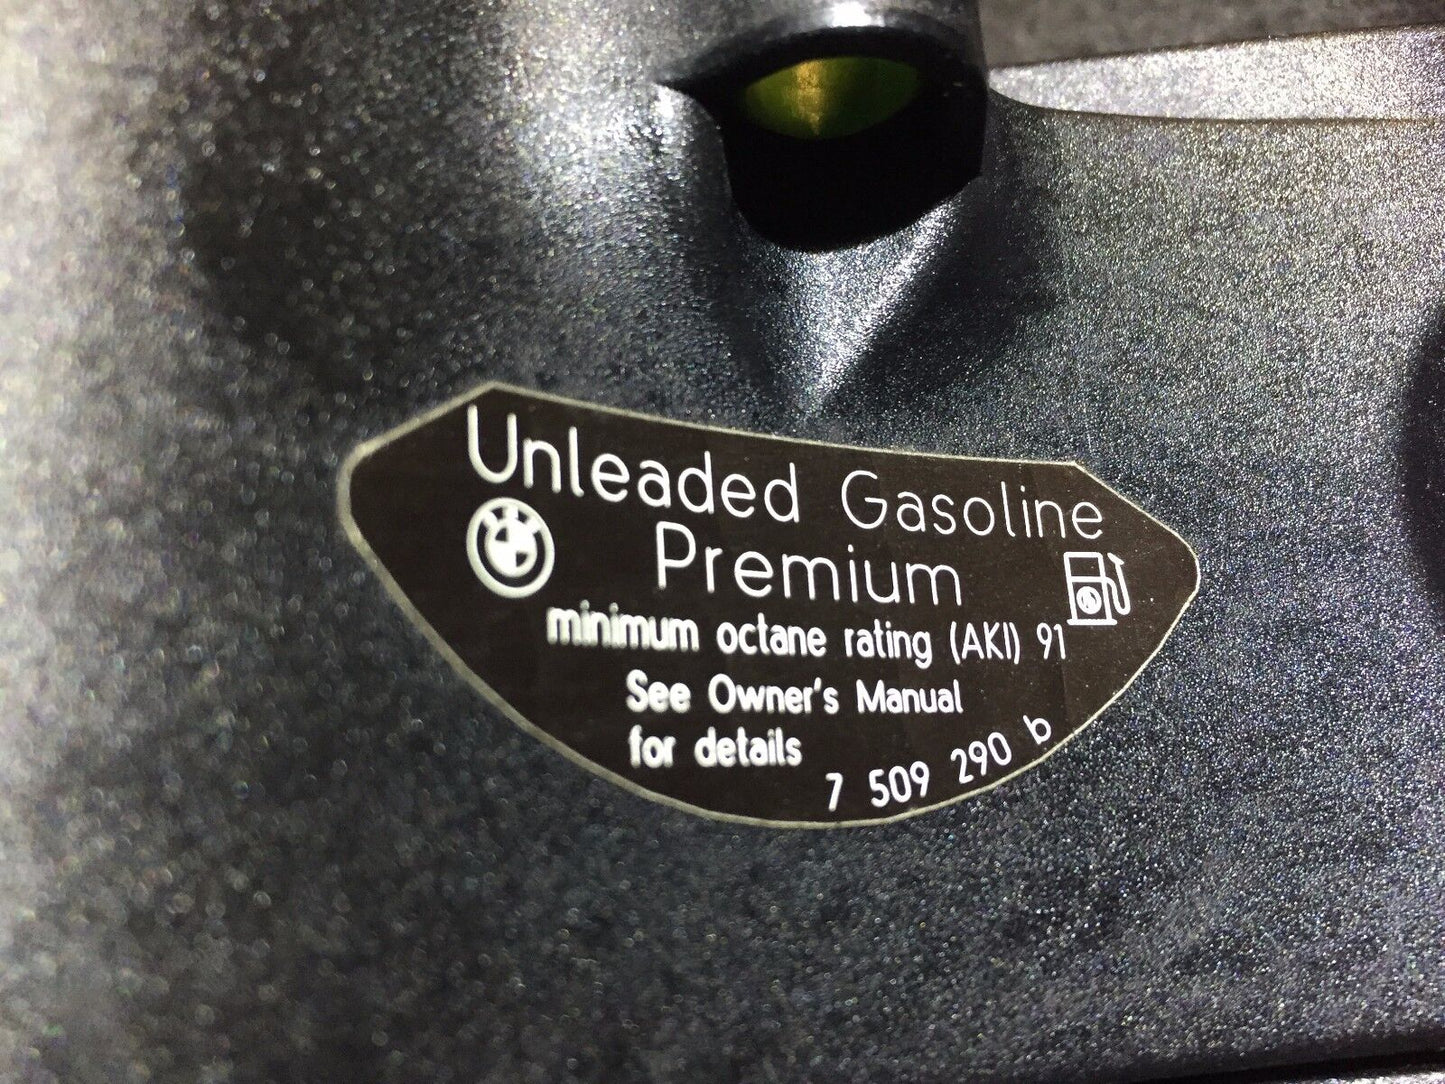 Unleaded Gasoline
Premium
minimum octane rating (AKI) 91
See Owner's Manual
for details
7 509 290 b